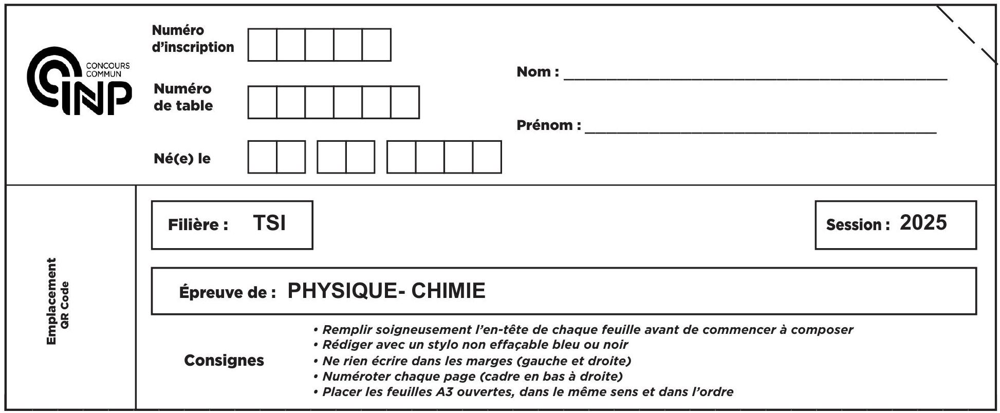 Numéro
d'inscription
CONCOURS
COMMUN
INP
Nom :
Numéro
de table
Prénom :
Né(e) le
Filière : TSI
Session : 2025
Emplacement
QR Code
Épreuve de : PHYSIQUE- CHIMIE
Consignes
• Remplir soigneusement l'en-tête de chaque feuille avant de commencer à composer
• Rédiger avec un stylo non effaçable bleu ou noir
• Ne rien écrire dans les marges (gauche et droite)
• Numéroter chaque page (cadre en bas à droite)
• Placer les feuilles A3 ouvertes, dans le même sens et dans l'ordre